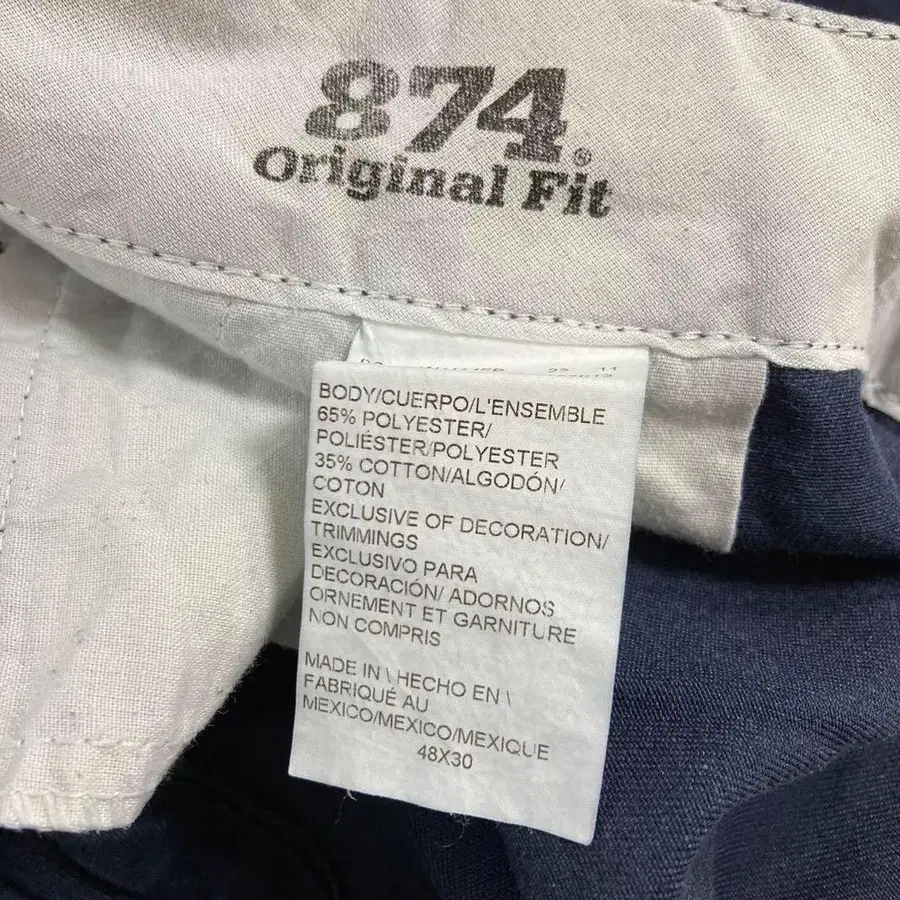 874®
Original Fit
BODY/CUERPO/L'ENSEMBLE
65% POLYESTER/
POLIÉSTER/POLYESTER
35% COTTON/ALGODÓN/
COTON
EXCLUSIVE OF DECORATION/
TRIMMINGS
EXCLUSIVO PARA
DECORACIÓN/ ADORNOS
ORNEMENT ET GARNITURE
NON COMPRIS
MADE IN \ HECHO EN \
FABRIQUÉ AU
MEXICO/MEXICO/MEXIQUE
48X30